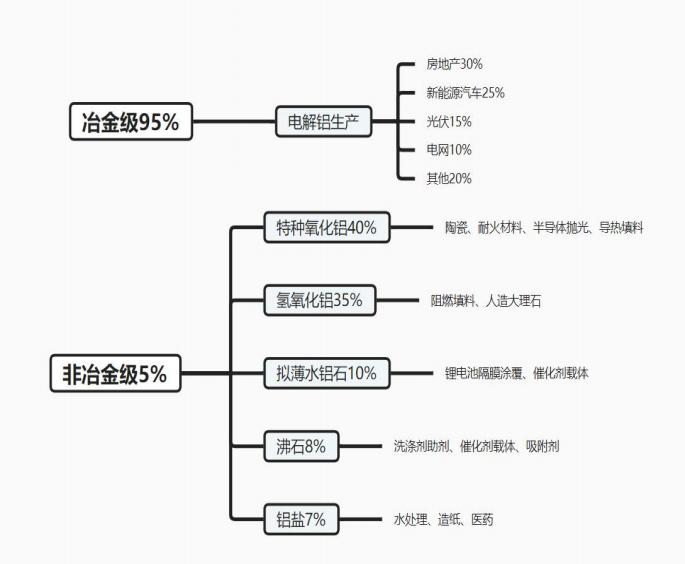 冶金级95%
电解铝生产
房地产30%
新能源汽车25%
光伏15%
电网10%
其他20%
非冶金级5%
特种氧化铝40%
陶瓷、耐火材料、半导体抛光、导热填料
氢氧化铝35%
阻燃填料、人造大理石
拟薄水铝石10%
锂电池隔膜涂覆、催化剂载体
沸石8%
洗涤剂助剂、催化剂载体、吸附剂
铝盐7%
水处理、造纸、医药